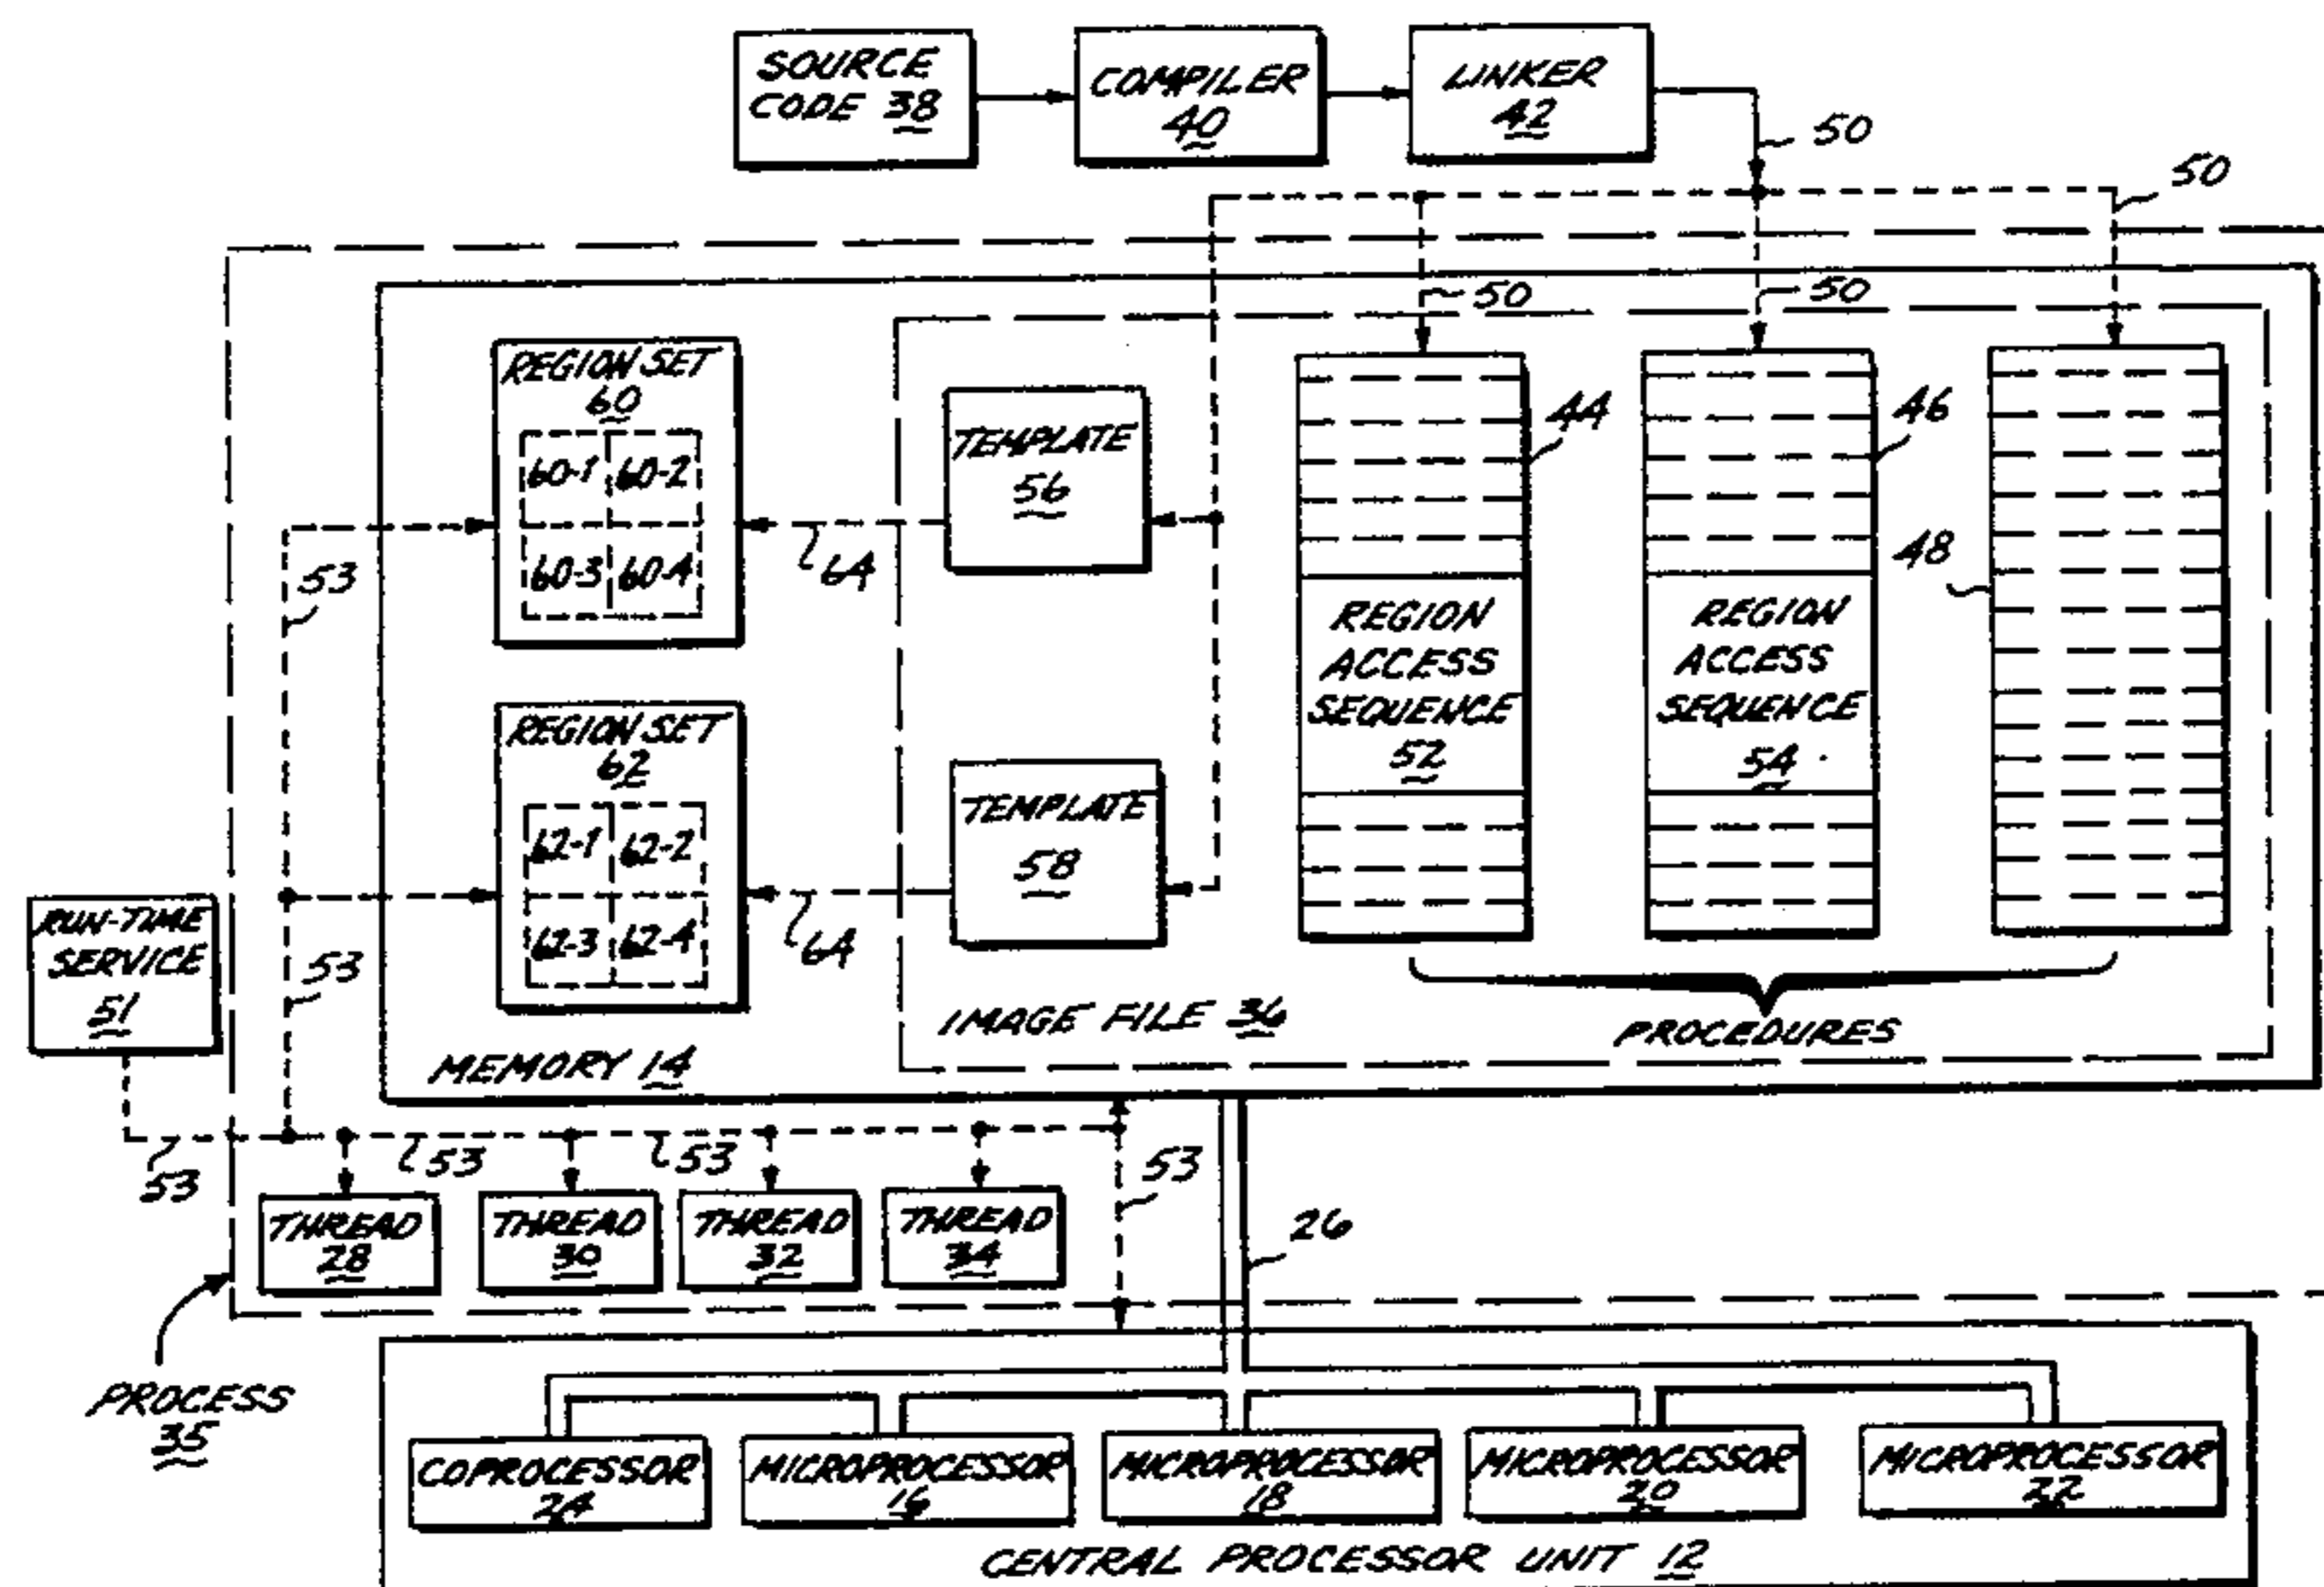 SOURCE
CODE 38
COMPILER
40
LINKER
42
50
50
50
50
REGION SET
60
60-1 60-2
60-3 60-4
TEMPLATE
56
64
44
46
48
53
REGION
ACCESS
SEQUENCE
52
REGION
ACCESS
SEQUENCE
54
REGION SET
62
62-1 62-2
62-3 62-4
TEMPLATE
58
64
RUN-TIME
SERVICE
51
53
IMAGE FILE 36
PROCEDURES
MEMORY 14
53
53
53
53
THREAD
28
THREAD
30
THREAD
32
THREAD
34
26
PROCESS
35
COPROCESSOR
24
MICROPROCESSOR
16
MICROPROCESSOR
18
MICROPROCESSOR
20
MICROPROCESSOR
22
CENTRAL PROCESSOR UNIT 12